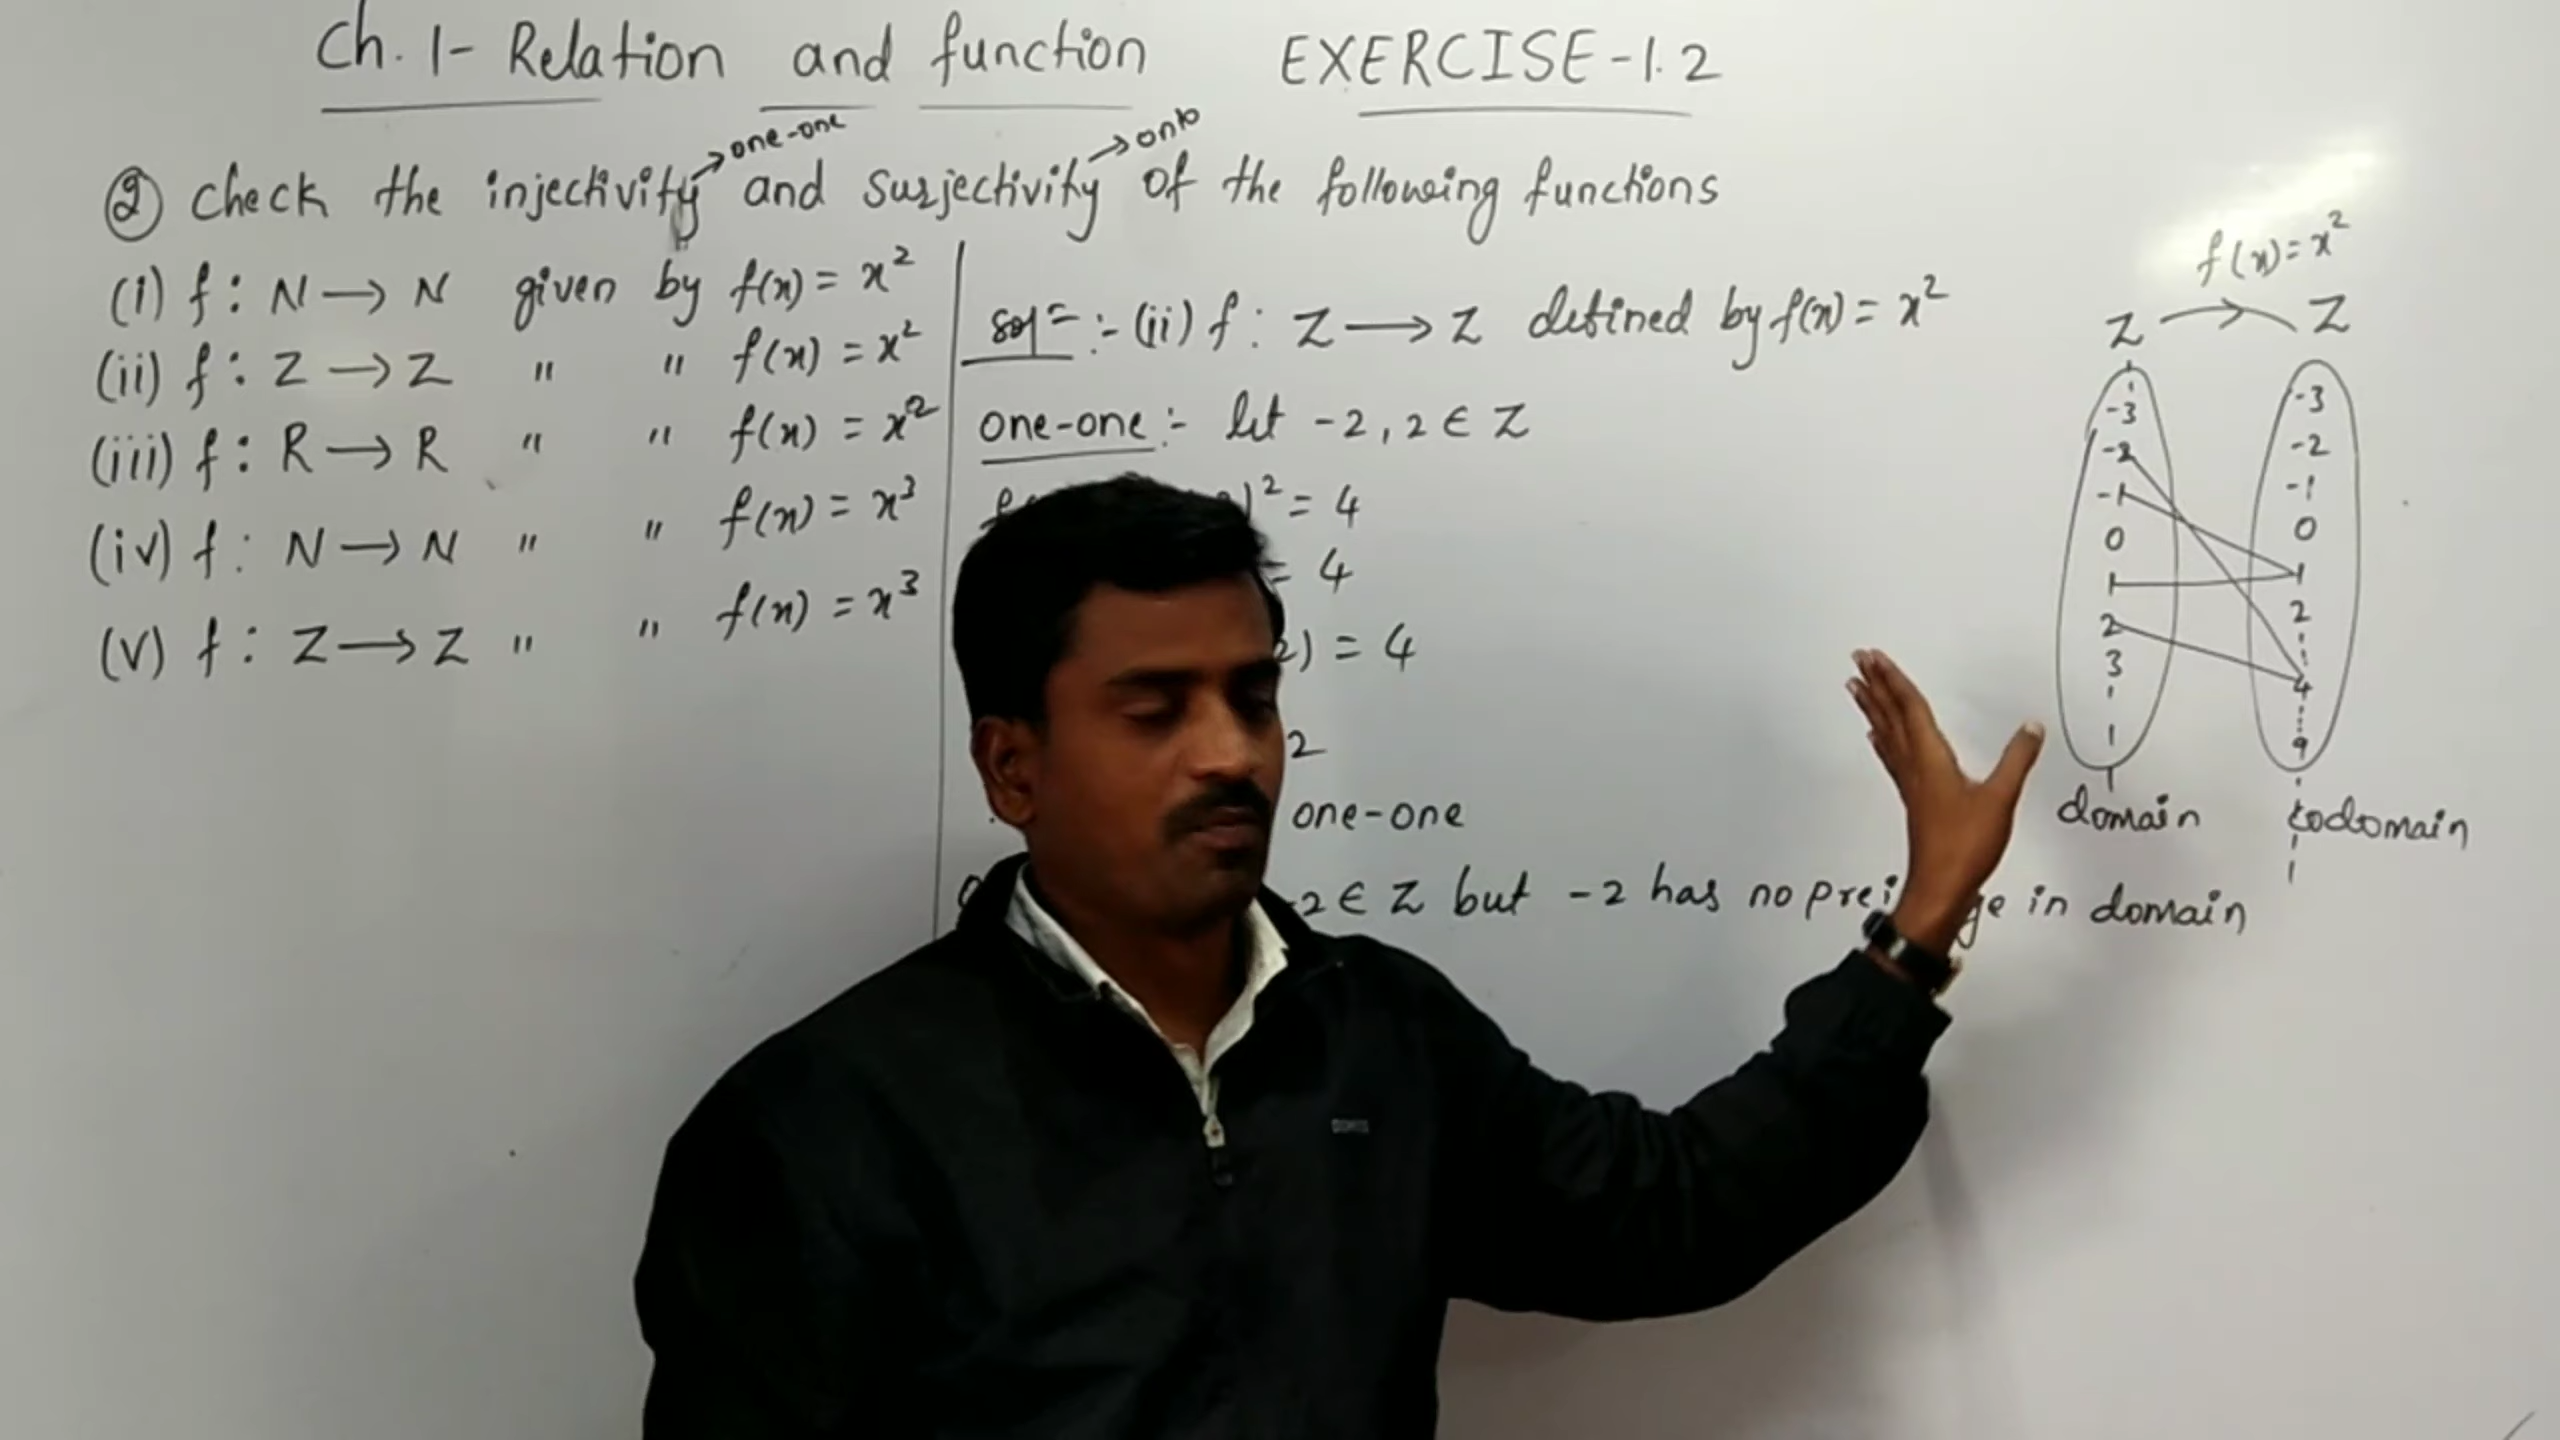 Ch. 1- Relation and function EXERCISE-1.2
→one-one →onto
② Check the injectivity and surjectivity of the following functions
(i) f : N → N given by f(x) = x²
(ii) f : Z → Z " " f(x) = x²
(iii) f : R → R " " f(x) = x²
(iv) f : N → N " " f(x) = x³
(v) f : Z → Z " " f(x) = x³
solⁿ :- (ii) f : Z → Z defined by f(x) = x²
one-one :- let -2, 2 ∈ Z
)² = 4
= 4
2) = 4
2
one-one
-2 ∈ Z but -2 has no in domain
f(x) = x²
Z → Z
-3 -3
-2 -2
-1 -1
0 0
1 1
2 2
3 4
9
domain codomain